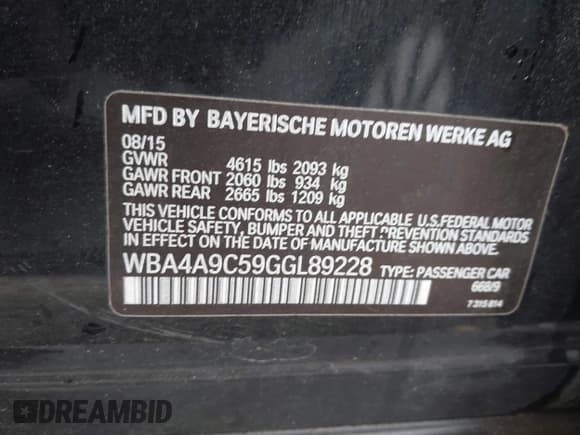 MFD BY BAYERISCHE MOTOREN WERKE AG
08/15
GVWR 4615 lbs 2093 kg
GAWR FRONT 2060 lbs 934 kg
GAWR REAR 2665 lbs 1209 kg
THIS VEHICLE CONFORMS TO ALL APPLICABLE U.S.FEDERAL MOTOR
VEHICLE SAFETY, BUMPER AND THEFT PREVENTION STANDARDS
IN EFFECT ON THE DATE OF MANUFACTURE SHOWN ABOVE.
WBA4A9C59GGL89228 TYPE: PASSENGER CAR
668/9
7 315 814
DREAMBID